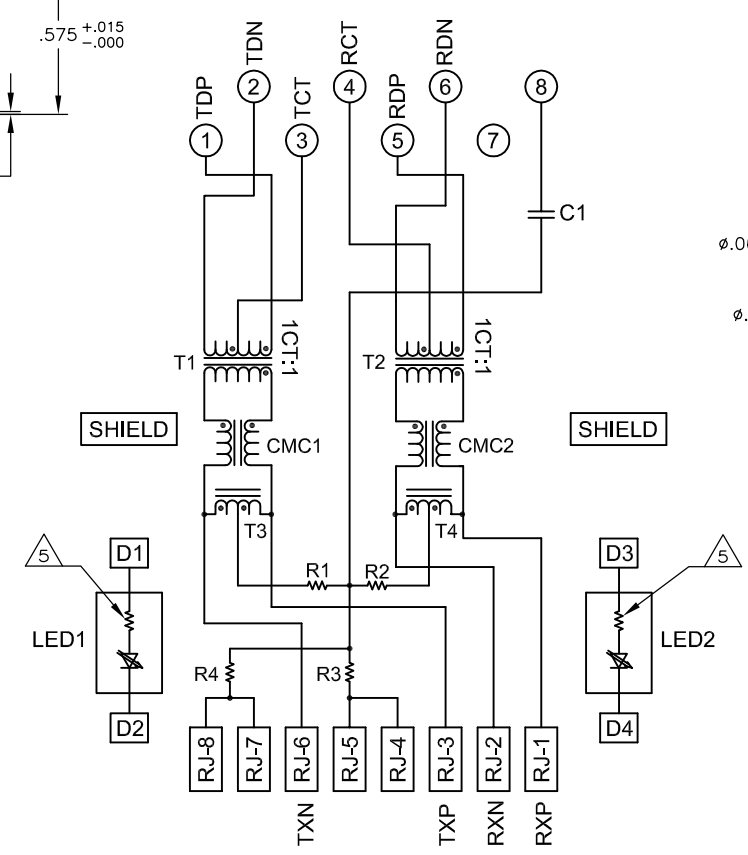 .575 +.015
-.000
TDP
TDN
TCT
RCT
RDP
RDN
1
2
3
4
5
6
7
8
C1
ø.0
ø.
T1
1CT:1
T2
1CT:1
SHIELD
CMC1
CMC2
SHIELD
T3
T4
5
D1
R1
R2
D3
5
LED1
LED2
R4
R3
D2
D4
RJ-8
RJ-7
RJ-6
RJ-5
RJ-4
RJ-3
RJ-2
RJ-1
TXN
TXP
RXN
RXP